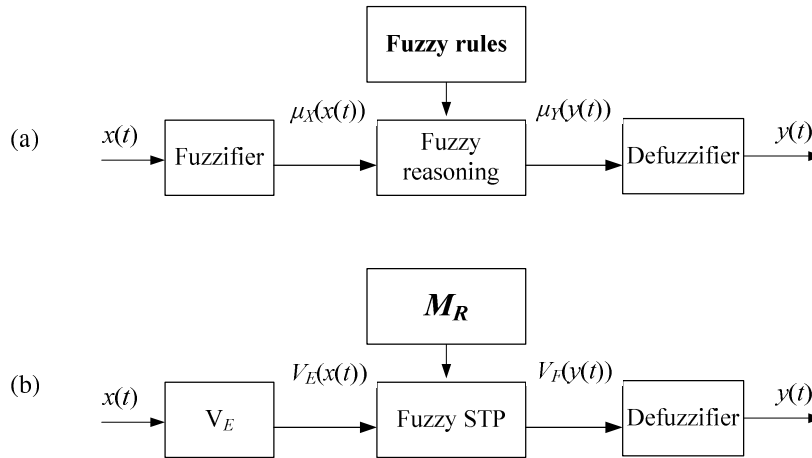 Fuzzy rules
(a)
x(t)
Fuzzifier
μX(x(t))
Fuzzy
reasoning
μY(y(t))
Defuzzifier
y(t)
MR
(b)
x(t)
VE
VE(x(t))
Fuzzy STP
VF(y(t))
Defuzzifier
y(t)